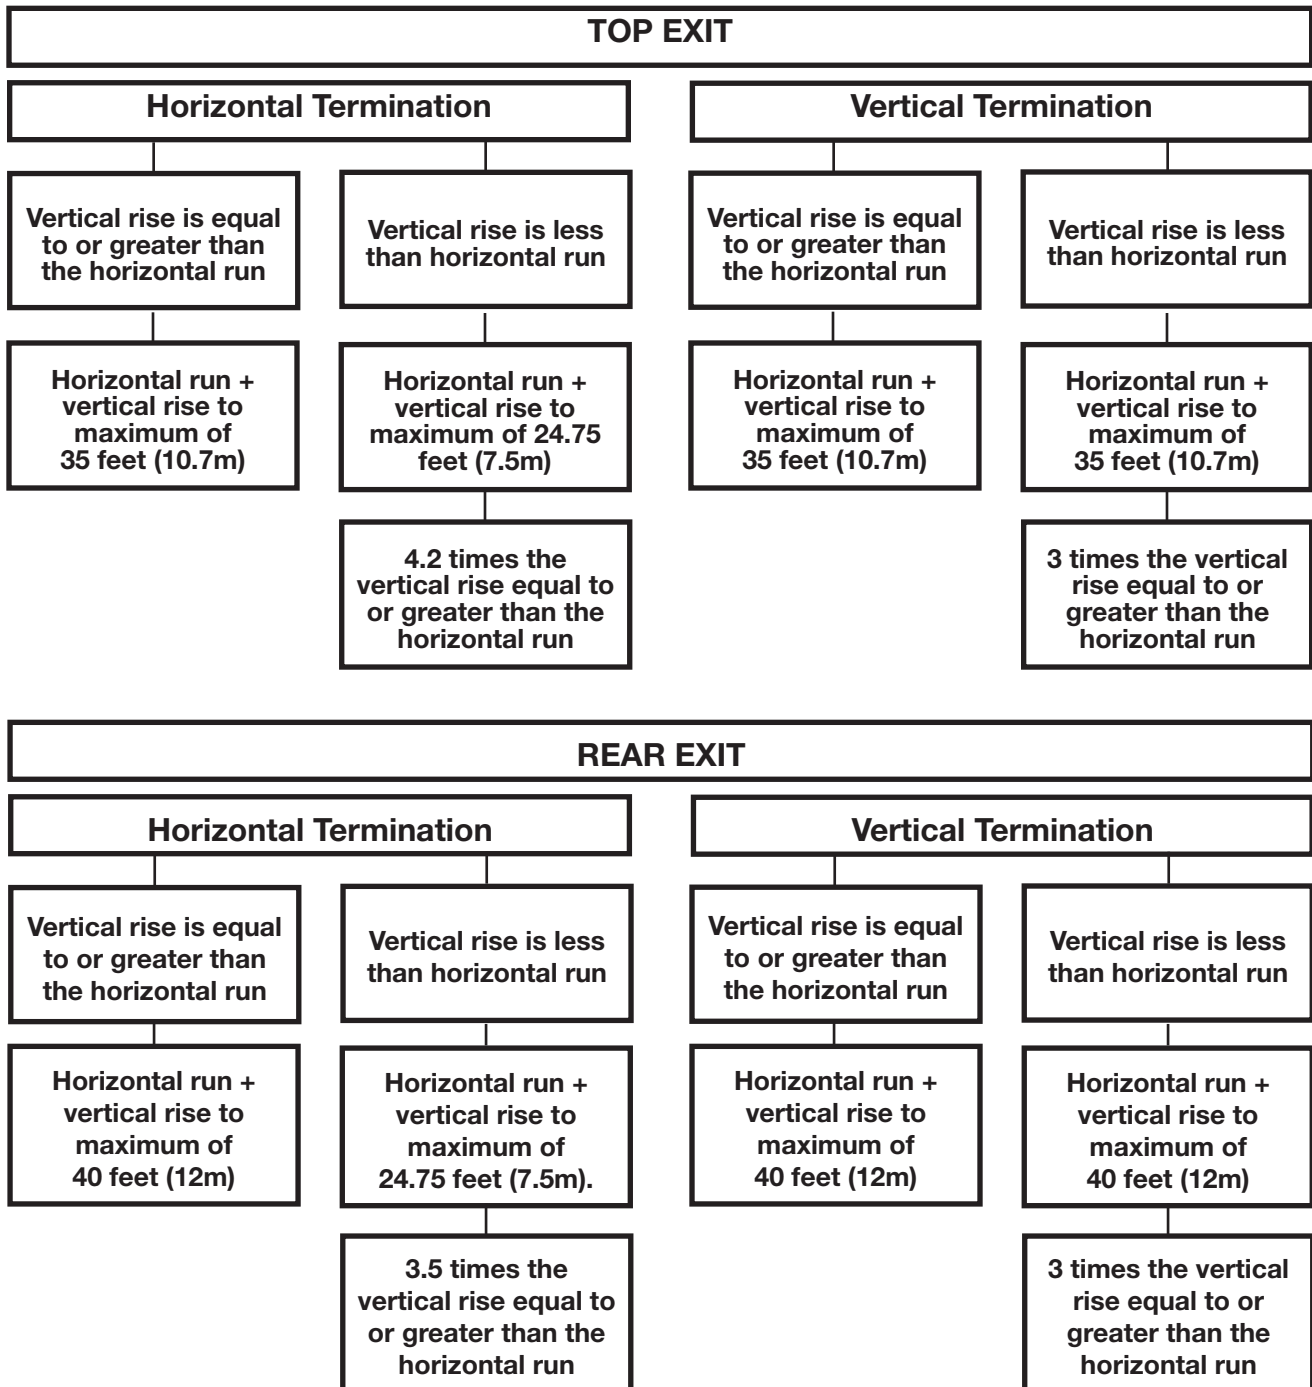 TOP EXIT
Horizontal Termination
Vertical Termination
Vertical rise is equal
to or greater than
the horizontal run
Vertical rise is less
than horizontal run
Vertical rise is equal
to or greater than
the horizontal run
Vertical rise is less
than horizontal run
Horizontal run +
vertical rise to
maximum of
35 feet (10.7m)
Horizontal run +
vertical rise to
maximum of 24.75
feet (7.5m)
Horizontal run +
vertical rise to
maximum of
35 feet (10.7m)
Horizontal run +
vertical rise to
maximum of
35 feet (10.7m)
4.2 times the
vertical rise equal to
or greater than the
horizontal run
3 times the vertical
rise equal to or
greater than the
horizontal run
REAR EXIT
Horizontal Termination
Vertical Termination
Vertical rise is equal
to or greater than
the horizontal run
Vertical rise is less
than horizontal run
Vertical rise is equal
to or greater than
the horizontal run
Vertical rise is less
than horizontal run
Horizontal run +
vertical rise to
maximum of
40 feet (12m)
Horizontal run +
vertical rise to
maximum of
24.75 feet (7.5m).
Horizontal run +
vertical rise to
maximum of
40 feet (12m)
Horizontal run +
vertical rise to
maximum of
40 feet (12m)
3.5 times the
vertical rise equal to
or greater than the
horizontal run
3 times the vertical
rise equal to or
greater than the
horizontal run